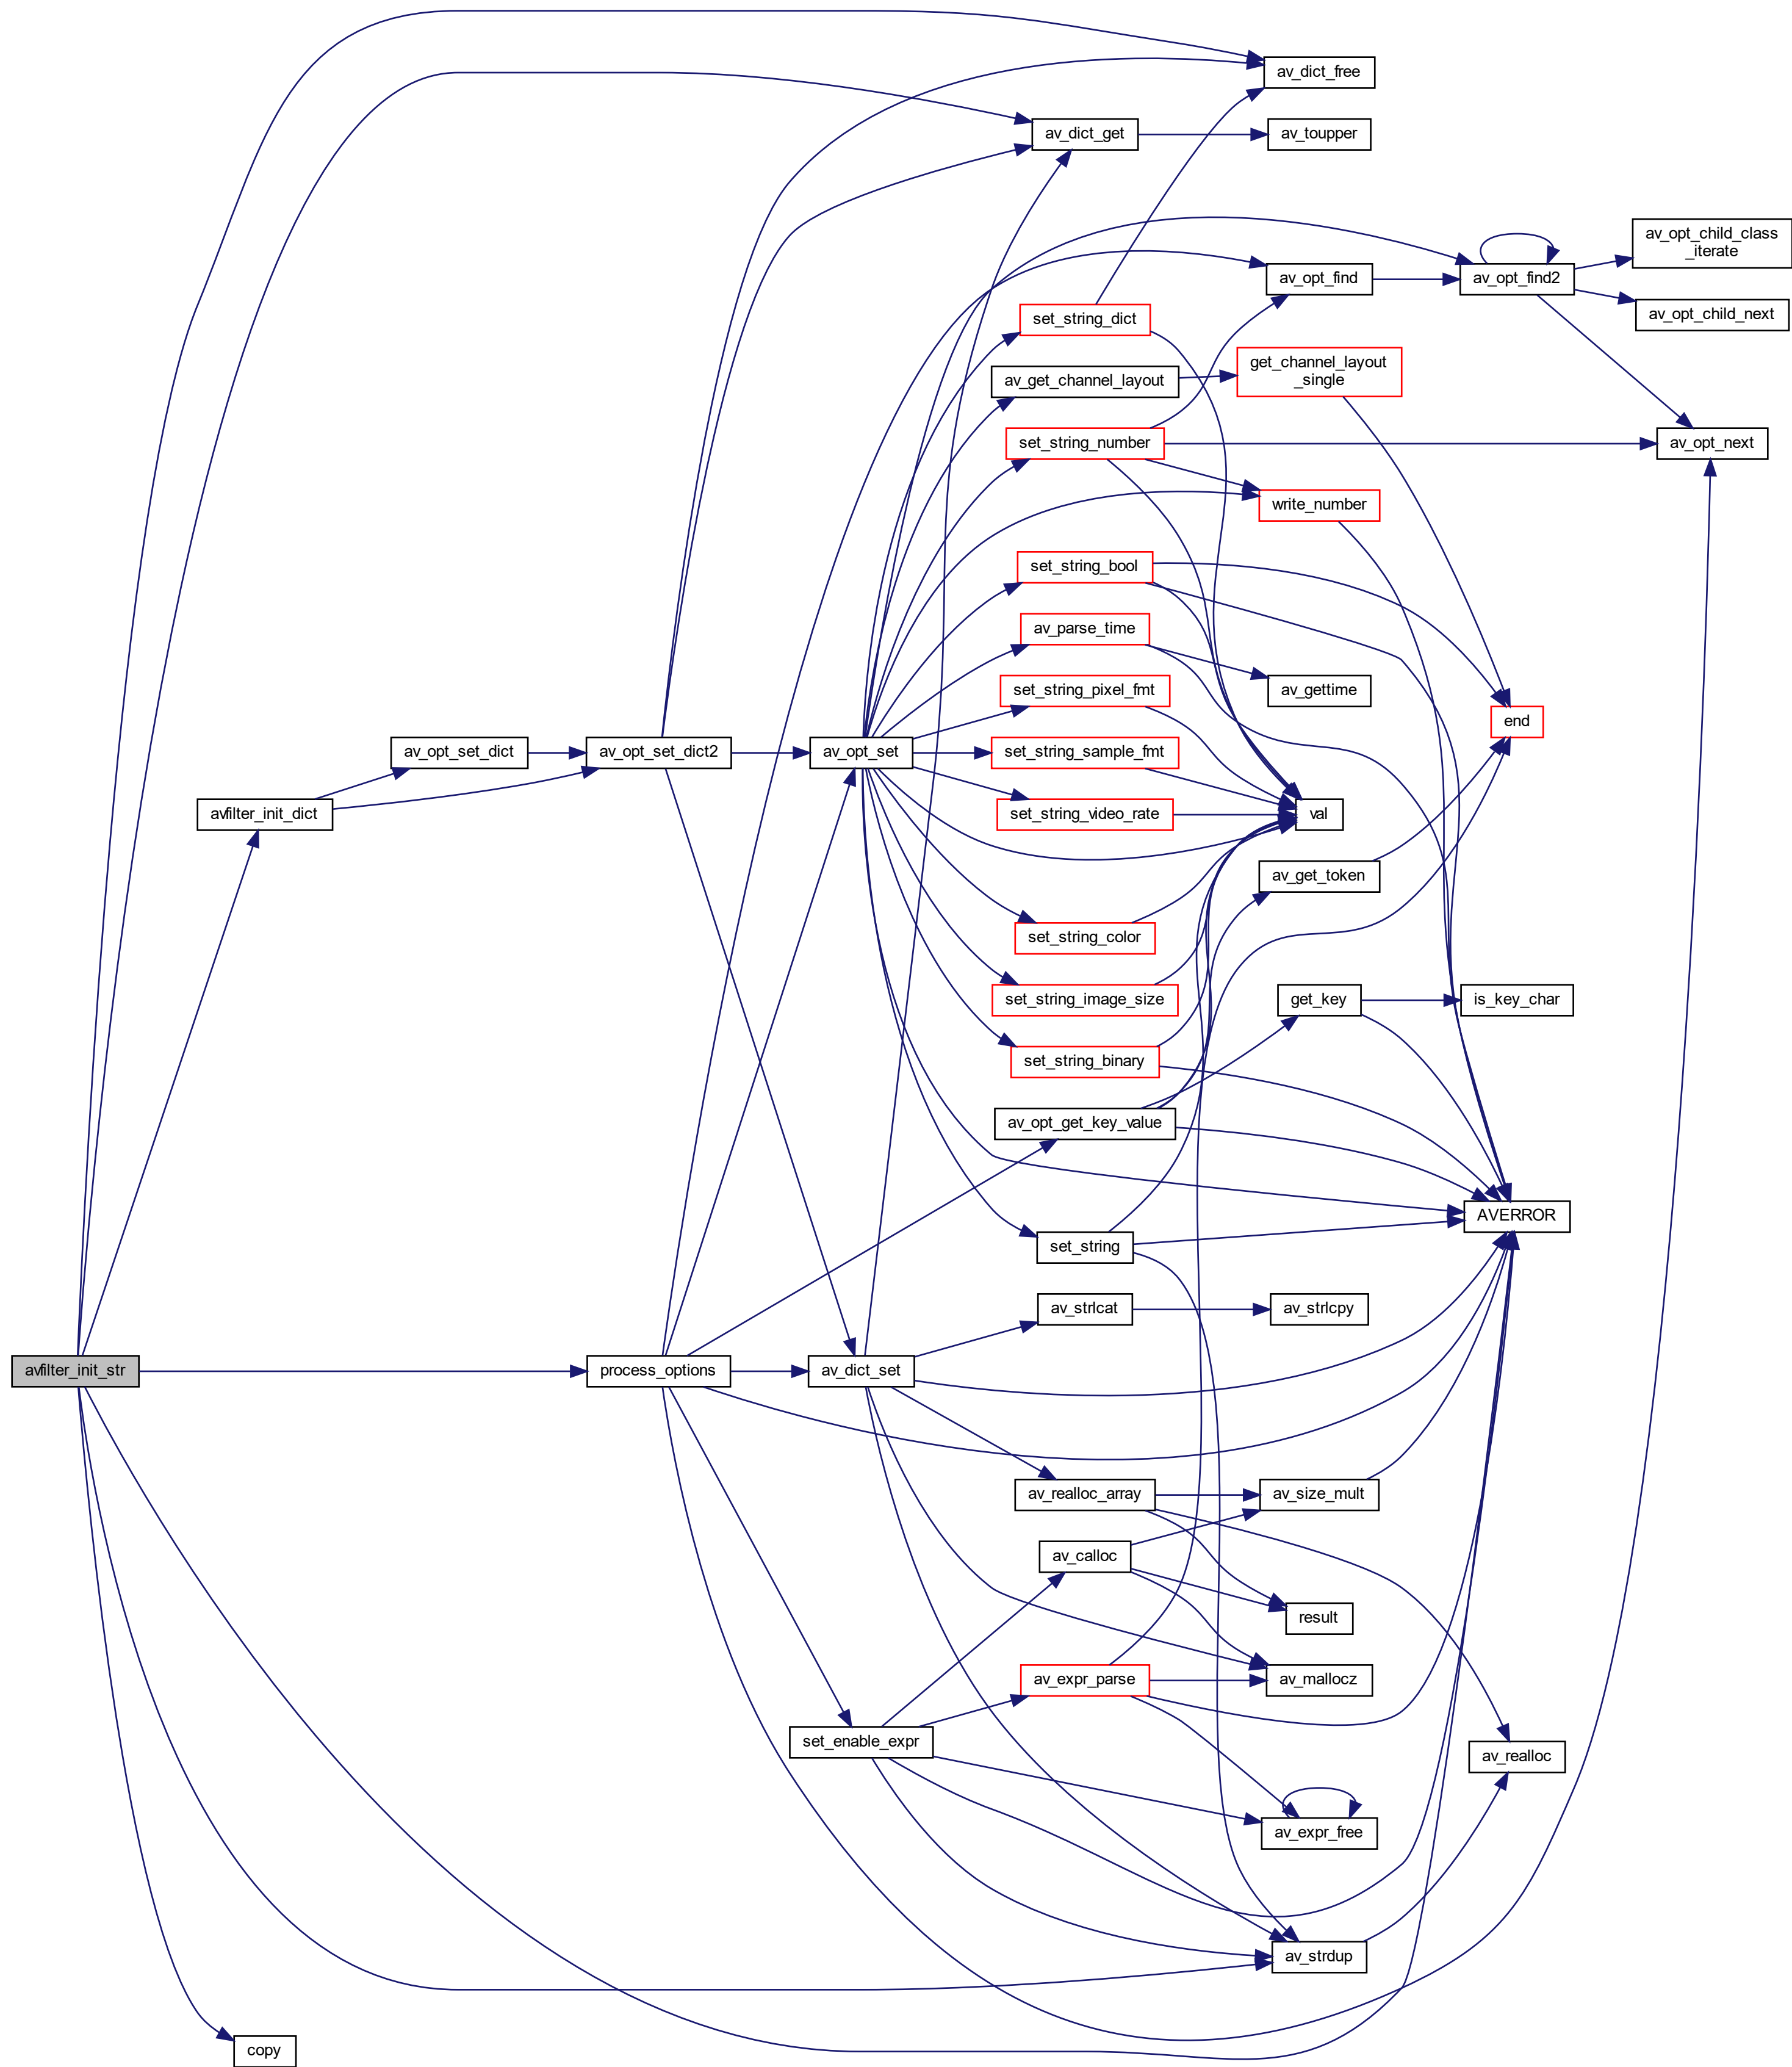 av_dict_free
av_dict_get
av_toupper
av_opt_child_class
_iterate
av_opt_find
av_opt_find2
av_opt_child_next
set_string_dict
get_channel_layout
_single
av_get_channel_layout
set_string_number
av_opt_next
write_number
set_string_bool
av_parse_time
set_string_pixel_fmt
av_gettime
end
av_opt_set_dict
av_opt_set_dict2
av_opt_set
set_string_sample_fmt
avfilter_init_dict
set_string_video_rate
val
av_get_token
set_string_color
set_string_image_size
get_key
is_key_char
set_string_binary
av_opt_get_key_value
AVERROR
set_string
av_strlcat
av_strlcpy
avfilter_init_str
process_options
av_dict_set
av_realloc_array
av_size_mult
av_calloc
result
av_expr_parse
av_mallocz
set_enable_expr
av_realloc
av_expr_free
av_strdup
copy